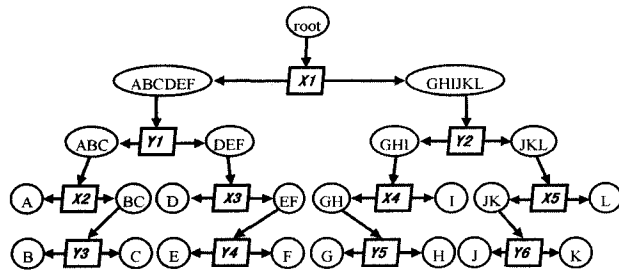 root
ABCDEF X1 GHIJKL
ABC Y1 DEF GHI Y2 JKL
A X2 BC D X3 EF GH X4 I JK X5 L
B Y3 C E Y4 F G Y5 H J Y6 K